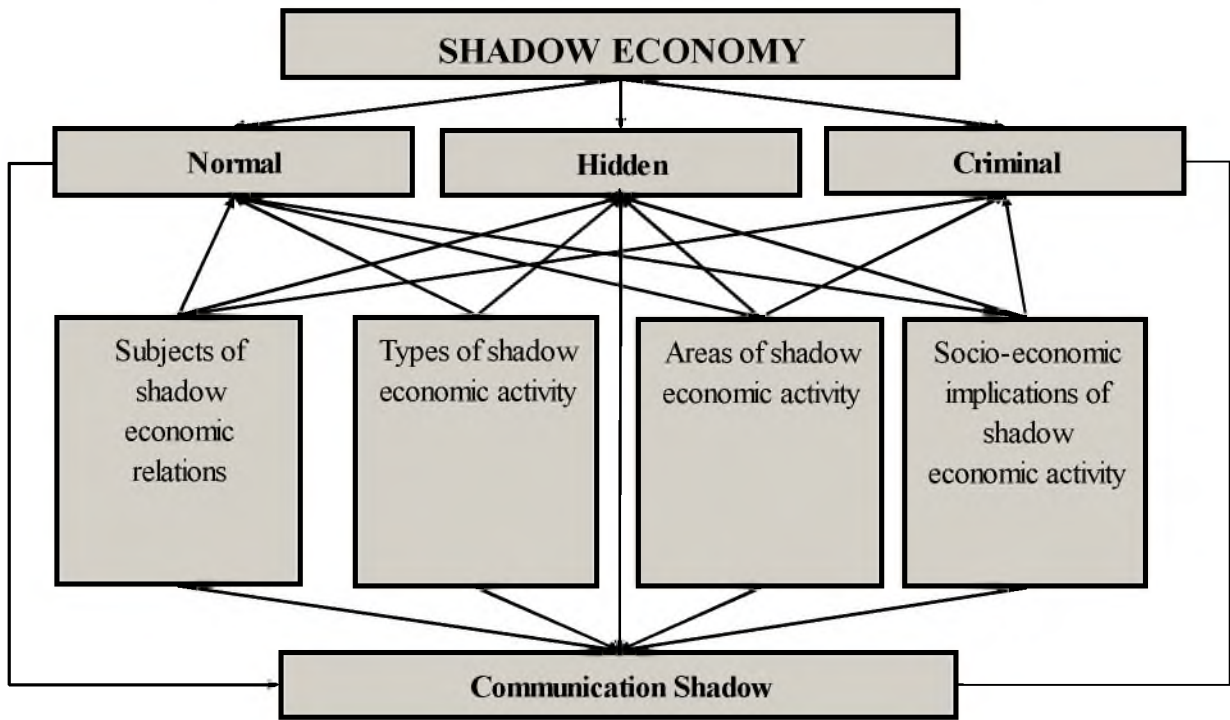 SHADOW ECONOMY
Normal
Hidden
Criminal
Subjects of
shadow
economic
relations
Types of shadow
economic activity
Areas of shadow
economic activity
Socio-economic
implications of
shadow
economic activity
Communication Shadow